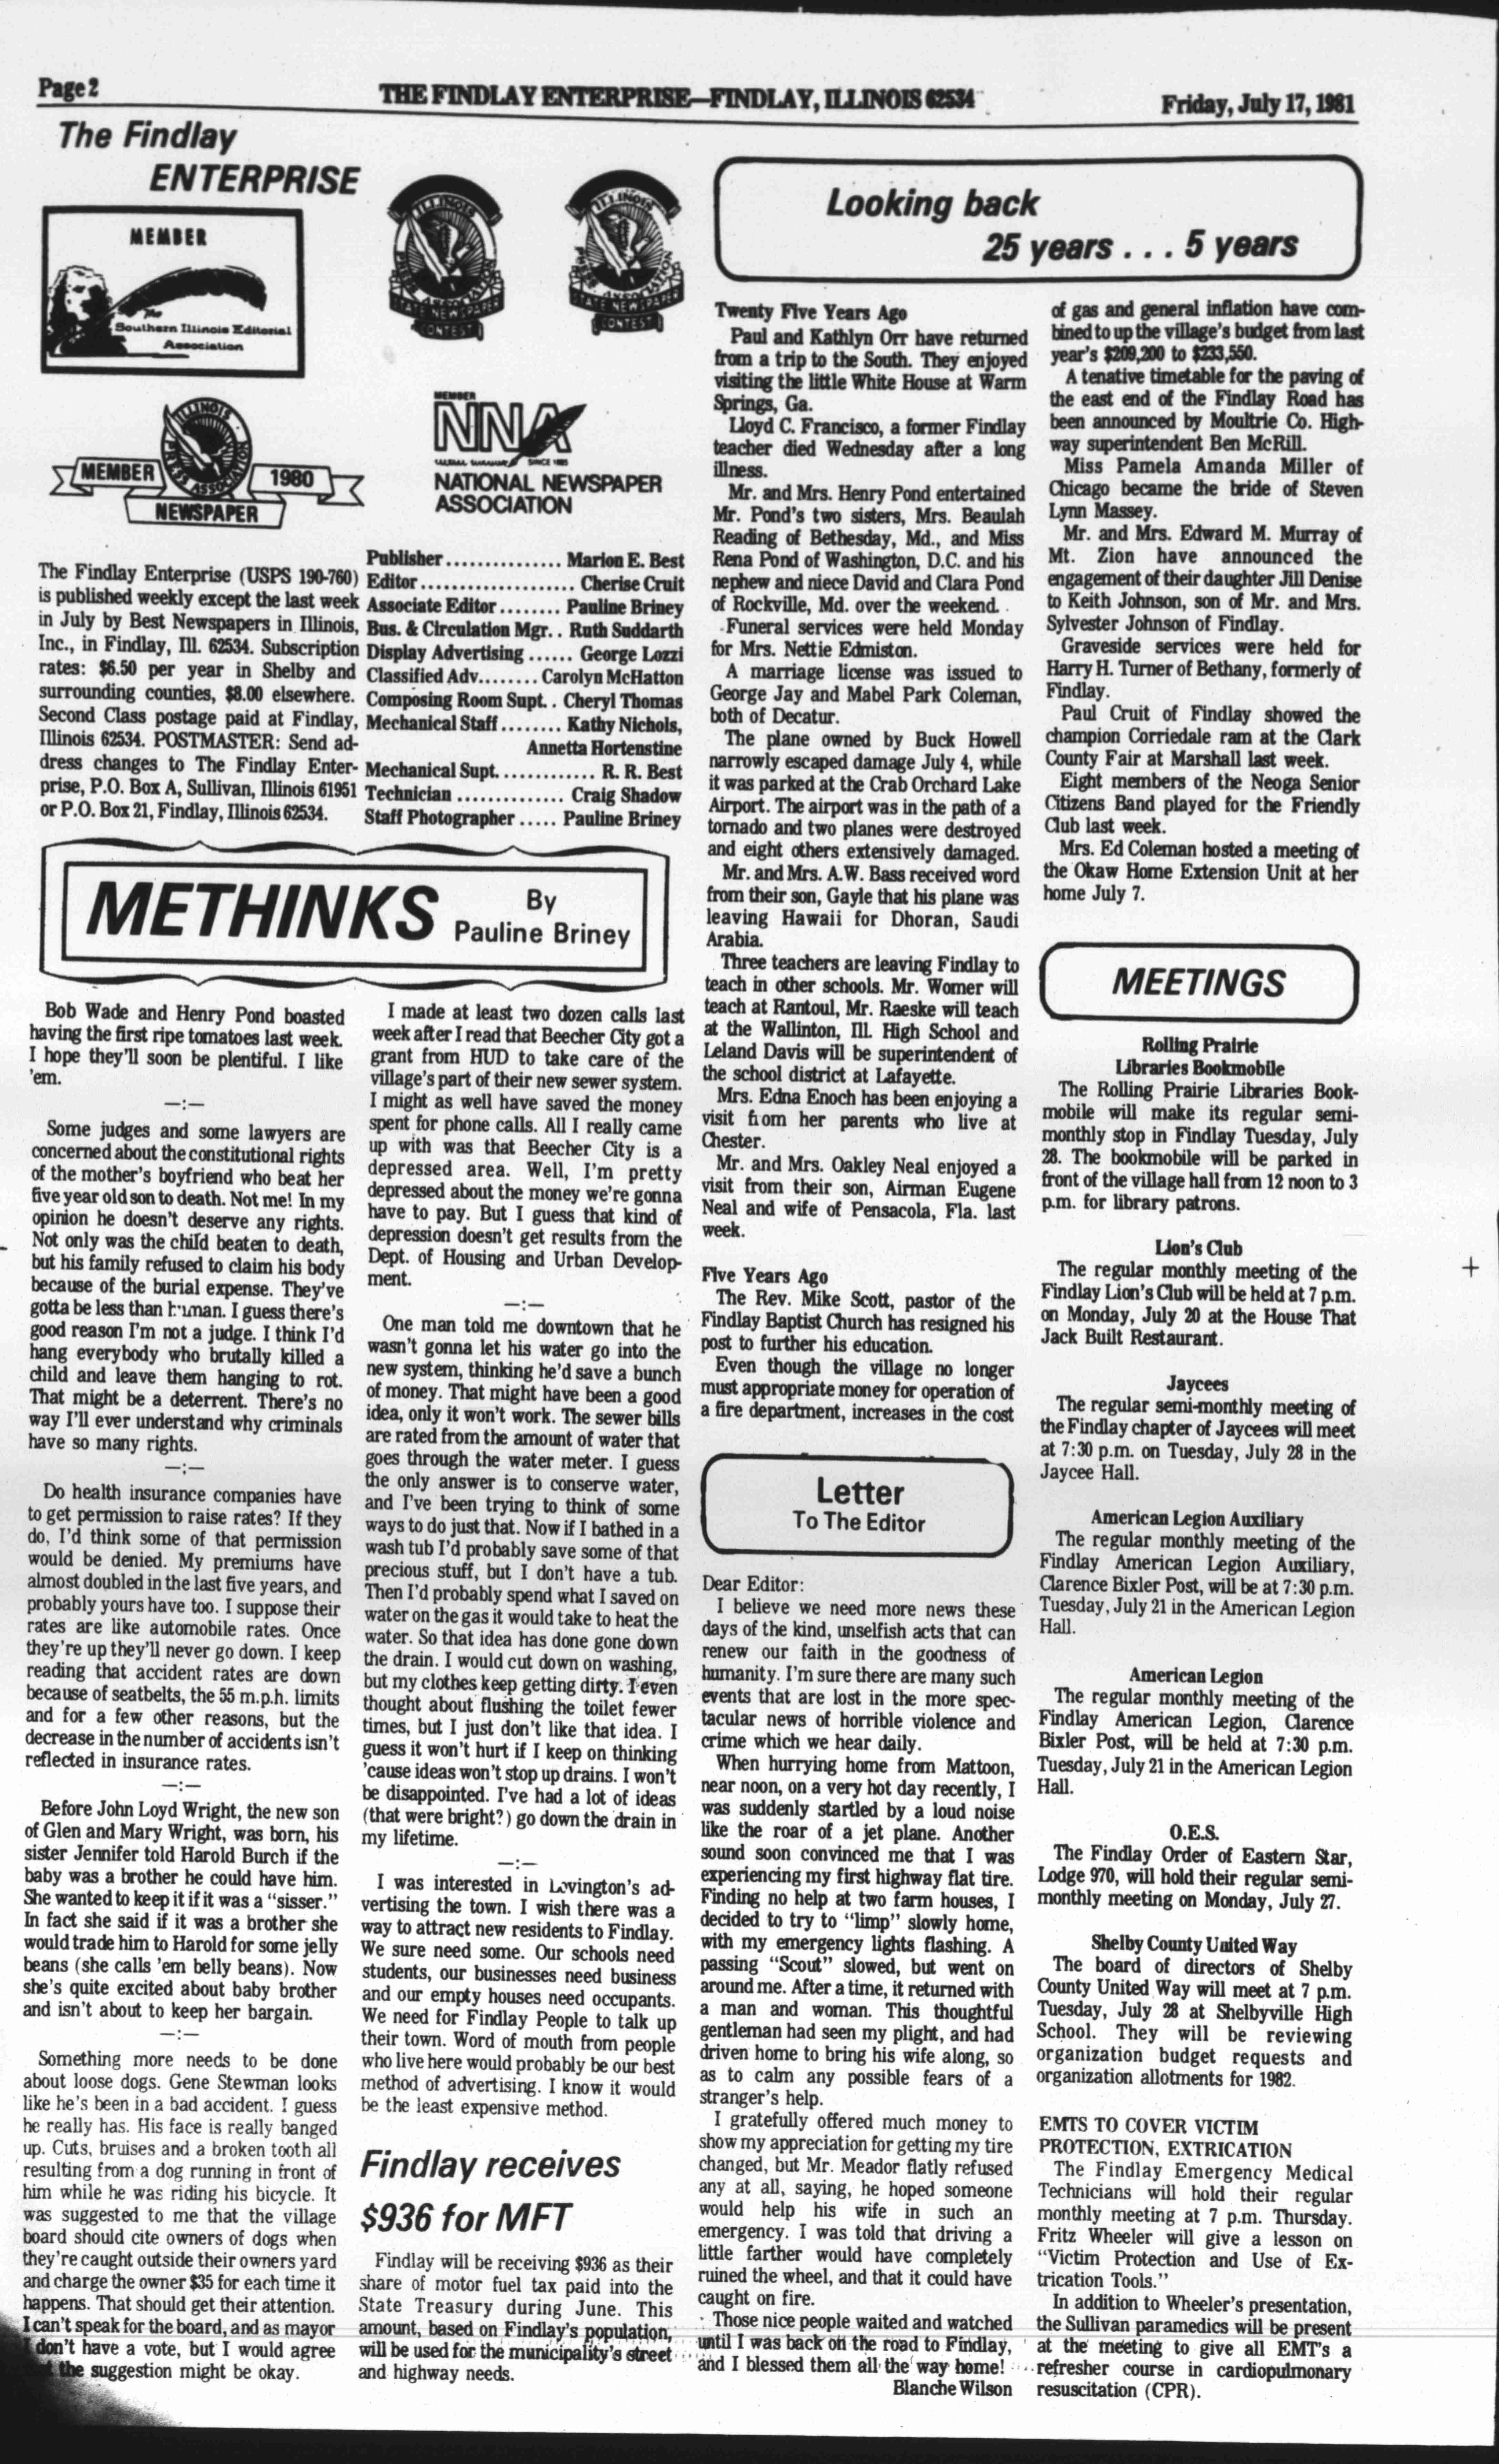 Page 2
THE FINDLAY ENTERPRISE—FINDLAY, ILLINOIS 62534
Friday, July 17, 1981
The Findlay
ENTERPRISE
MEMBER
The
Southern Illinois Editorial
Association
ILLINOIS
PRESS ASSOCIATION
STATE NEWSPAPER
CONTEST
ILLINOIS
PRESS ASSOCIATION
STATE NEWSPAPER
CONTEST
ILLINOIS
PRESS ASSOCIATION
MEMBER
1980
NEWSPAPER
MEMBER
NNA
SINCE 1885
NATIONAL NEWSPAPER
ASSOCIATION
The Findlay Enterprise (USPS 190-760)
is published weekly except the last week
in July by Best Newspapers in Illinois,
Inc., in Findlay, Ill. 62534. Subscription
rates: $6.50 per year in Shelby and
surrounding counties, $8.00 elsewhere.
Second Class postage paid at Findlay,
Illinois 62534. POSTMASTER: Send ad-
dress changes to The Findlay Enter-
prise, P.O. Box A, Sullivan, Illinois 61951
or P.O. Box 21, Findlay, Illinois 62534.
Publisher............... Marion E. Best
Editor.................... Cherise Cruit
Associate Editor........ Pauline Briney
Bus. & Circulation Mgr.. Ruth Suddarth
Display Advertising...... George Lozzi
Classified Adv........ Carolyn McHatton
Composing Room Supt.. Cheryl Thomas
Mechanical Staff........ Kathy Nichols,
Annetta Hortenstine
Mechanical Supt............. R. R. Best
Technician.............. Craig Shadow
Staff Photographer..... Pauline Briney
METHINKS
By
Pauline Briney
Bob Wade and Henry Pond boasted
having the first ripe tomatoes last week.
I hope they'll soon be plentiful. I like
'em.
—:—
Some judges and some lawyers are
concerned about the constitutional rights
of the mother's boyfriend who beat her
five year old son to death. Not me! In my
opinion he doesn't deserve any rights.
Not only was the child beaten to death,
but his family refused to claim his body
because of the burial expense. They've
gotta be less than human. I guess there's
good reason I'm not a judge. I think I'd
hang everybody who brutally killed a
child and leave them hanging to rot.
That might be a deterrent. There's no
way I'll ever understand why criminals
have so many rights.
—:—
Do health insurance companies have
to get permission to raise rates? If they
do, I'd think some of that permission
would be denied. My premiums have
almost doubled in the last five years, and
probably yours have too. I suppose their
rates are like automobile rates. Once
they're up they'll never go down. I keep
reading that accident rates are down
because of seatbelts, the 55 m.p.h. limits
and for a few other reasons, but the
decrease in the number of accidents isn't
reflected in insurance rates.
—:—
Before John Loyd Wright, the new son
of Glen and Mary Wright, was born, his
sister Jennifer told Harold Burch if the
baby was a brother he could have him.
She wanted to keep it if it was a "sisser."
In fact she said if it was a brother she
would trade him to Harold for some jelly
beans (she calls 'em belly beans). Now
she's quite excited about baby brother
and isn't about to keep her bargain.
—:—
Something more needs to be done
about loose dogs. Gene Stewman looks
like he's been in a bad accident. I guess
he really has. His face is really banged
up. Cuts, bruises and a broken tooth all
resulting from a dog running in front of
him while he was riding his bicycle. It
was suggested to me that the village
board should cite owners of dogs when
they're caught outside their owners yard
and charge the owner $35 for each time it
happens. That should get their attention.
I can't speak for the board, and as mayor
I don't have a vote, but I would agree
the suggestion might be okay.
I made at least two dozen calls last
week after I read that Beecher City got a
grant from HUD to take care of the
village's part of their new sewer system.
I might as well have saved the money
spent for phone calls. All I really came
up with was that Beecher City is a
depressed area. Well, I'm pretty
depressed about the money we're gonna
have to pay. But I guess that kind of
depression doesn't get results from the
Dept. of Housing and Urban Develop-
ment.
—:—
One man told me downtown that he
wasn't gonna let his water go into the
new system, thinking he'd save a bunch
of money. That might have been a good
idea, only it won't work. The sewer bills
are rated from the amount of water that
goes through the water meter. I guess
the only answer is to conserve water,
and I've been trying to think of some
ways to do just that. Now if I bathed in a
wash tub I'd probably save some of that
precious stuff, but I don't have a tub.
Then I'd probably spend what I saved on
water on the gas it would take to heat the
water. So that idea has done gone down
the drain. I would cut down on washing,
but my clothes keep getting dirty. I even
thought about flushing the toilet fewer
times, but I just don't like that idea. I
guess it won't hurt if I keep on thinking
'cause ideas won't stop up drains. I won't
be disappointed. I've had a lot of ideas
(that were bright?) go down the drain in
my lifetime.
—:—
I was interested in Lovington's ad-
vertising the town. I wish there was a
way to attract new residents to Findlay.
We sure need some. Our schools need
students, our businesses need business
and our empty houses need occupants.
We need for Findlay People to talk up
their town. Word of mouth from people
who live here would probably be our best
method of advertising. I know it would
be the least expensive method.
Findlay receives
$936 for MFT
Findlay will be receiving $936 as their
share of motor fuel tax paid into the
State Treasury during June. This
amount, based on Findlay's population,
will be used for the municipality's street
and highway needs.
Looking back
25 years . . . 5 years
Twenty Five Years Ago
Paul and Kathlyn Orr have returned
from a trip to the South. They enjoyed
visiting the little White House at Warm
Springs, Ga.
Lloyd C. Francisco, a former Findlay
teacher died Wednesday after a long
illness.
Mr. and Mrs. Henry Pond entertained
Mr. Pond's two sisters, Mrs. Beaulah
Reading of Bethesday, Md., and Miss
Rena Pond of Washington, D.C. and his
nephew and niece David and Clara Pond
of Rockville, Md. over the weekend.
Funeral services were held Monday
for Mrs. Nettie Edmiston.
A marriage license was issued to
George Jay and Mabel Park Coleman,
both of Decatur.
The plane owned by Buck Howell
narrowly escaped damage July 4, while
it was parked at the Crab Orchard Lake
Airport. The airport was in the path of a
tornado and two planes were destroyed
and eight others extensively damaged.
Mr. and Mrs. A.W. Bass received word
from their son, Gayle that his plane was
leaving Hawaii for Dhoran, Saudi
Arabia.
Three teachers are leaving Findlay to
teach in other schools. Mr. Womer will
teach at Rantoul, Mr. Raeske will teach
at the Wallinton, Ill. High School and
Leland Davis will be superintendent of
the school district at Lafayette.
Mrs. Edna Enoch has been enjoying a
visit from her parents who live at
Chester.
Mr. and Mrs. Oakley Neal enjoyed a
visit from their son, Airman Eugene
Neal and wife of Pensacola, Fla. last
week.
Five Years Ago
The Rev. Mike Scott, pastor of the
Findlay Baptist Church has resigned his
post to further his education.
Even though the village no longer
must appropriate money for operation of
a fire department, increases in the cost
of gas and general inflation have com-
bined to up the village's budget from last
year's $209,200 to $233,550.
A tenative timetable for the paving of
the east end of the Findlay Road has
been announced by Moultrie Co. High-
way superintendent Ben McRill.
Miss Pamela Amanda Miller of
Chicago became the bride of Steven
Lynn Massey.
Mr. and Mrs. Edward M. Murray of
Mt. Zion have announced the
engagement of their daughter Jill Denise
to Keith Johnson, son of Mr. and Mrs.
Sylvester Johnson of Findlay.
Graveside services were held for
Harry H. Turner of Bethany, formerly of
Findlay.
Paul Cruit of Findlay showed the
champion Corriedale ram at the Clark
County Fair at Marshall last week.
Eight members of the Neoga Senior
Citizens Band played for the Friendly
Club last week.
Mrs. Ed Coleman hosted a meeting of
the Okaw Home Extension Unit at her
home July 7.
Letter
To The Editor
Dear Editor:
I believe we need more news these
days of the kind, unselfish acts that can
renew our faith in the goodness of
humanity. I'm sure there are many such
events that are lost in the more spec-
tacular news of horrible violence and
crime which we hear daily.
When hurrying home from Mattoon,
near noon, on a very hot day recently, I
was suddenly startled by a loud noise
like the roar of a jet plane. Another
sound soon convinced me that I was
experiencing my first highway flat tire.
Finding no help at two farm houses, I
decided to try to "limp" slowly home,
with my emergency lights flashing. A
passing "Scout" slowed, but went on
around me. After a time, it returned with
a man and woman. This thoughtful
gentleman had seen my plight, and had
driven home to bring his wife along, so
as to calm any possible fears of a
stranger's help.
I gratefully offered much money to
show my appreciation for getting my tire
changed, but Mr. Meador flatly refused
any at all, saying, he hoped someone
would help his wife in such an
emergency. I was told that driving a
little farther would have completely
ruined the wheel, and that it could have
caught on fire.
Those nice people waited and watched
until I was back on the road to Findlay,
and I blessed them all the way home!
Blanche Wilson
MEETINGS
Rolling Prairie
Libraries Bookmobile
The Rolling Prairie Libraries Book-
mobile will make its regular semi-
monthly stop in Findlay Tuesday, July
28. The bookmobile will be parked in
front of the village hall from 12 noon to 3
p.m. for library patrons.
Lion's Club
The regular monthly meeting of the
Findlay Lion's Club will be held at 7 p.m.
on Monday, July 20 at the House That
Jack Built Restaurant.
Jaycees
The regular semi-monthly meeting of
the Findlay chapter of Jaycees will meet
at 7:30 p.m. on Tuesday, July 28 in the
Jaycee Hall.
American Legion Auxiliary
The regular monthly meeting of the
Findlay American Legion Auxiliary,
Clarence Bixler Post, will be at 7:30 p.m.
Tuesday, July 21 in the American Legion
Hall.
American Legion
The regular monthly meeting of the
Findlay American Legion, Clarence
Bixler Post, will be held at 7:30 p.m.
Tuesday, July 21 in the American Legion
Hall.
O.E.S.
The Findlay Order of Eastern Star,
Lodge 970, will hold their regular semi-
monthly meeting on Monday, July 27.
Shelby County United Way
The board of directors of Shelby
County United Way will meet at 7 p.m.
Tuesday, July 28 at Shelbyville High
School. They will be reviewing
organization budget requests and
organization allotments for 1982.
EMTS TO COVER VICTIM
PROTECTION, EXTRICATION
The Findlay Emergency Medical
Technicians will hold their regular
monthly meeting at 7 p.m. Thursday.
Fritz Wheeler will give a lesson on
"Victim Protection and Use of Ex-
trication Tools."
In addition to Wheeler's presentation,
the Sullivan paramedics will be present
at the meeting to give all EMT's a
refresher course in cardiopulmonary
resuscitation (CPR).